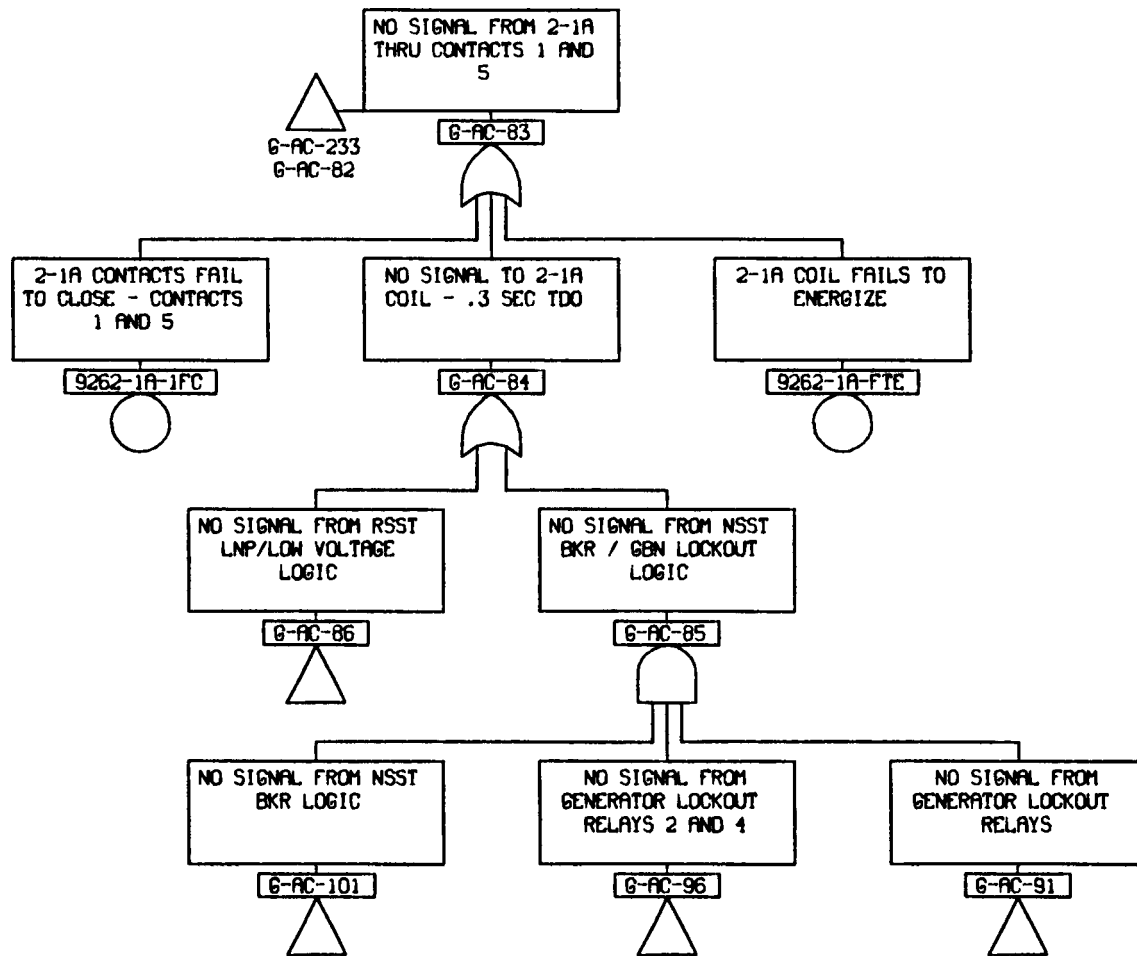 NO SIGNAL FROM 2-1A
THRU CONTACTS 1 AND
5
G-AC-83
G-AC-233
G-AC-82
2-1A CONTACTS FAIL
TO CLOSE - CONTACTS
1 AND 5
9262-1A-1FC
NO SIGNAL TO 2-1A
COIL - .3 SEC TDO
G-AC-84
2-1A COIL FAILS TO
ENERGIZE
9262-1A-FTE
NO SIGNAL FROM RSST
LNP/LOW VOLTAGE
LOGIC
G-AC-86
NO SIGNAL FROM NSST
BKR / GBN LOCKOUT
LOGIC
G-AC-85
NO SIGNAL FROM NSST
BKR LOGIC
G-AC-101
NO SIGNAL FROM
GENERATOR LOCKOUT
RELAYS 2 AND 4
G-AC-96
NO SIGNAL FROM
GENERATOR LOCKOUT
RELAYS
G-AC-91